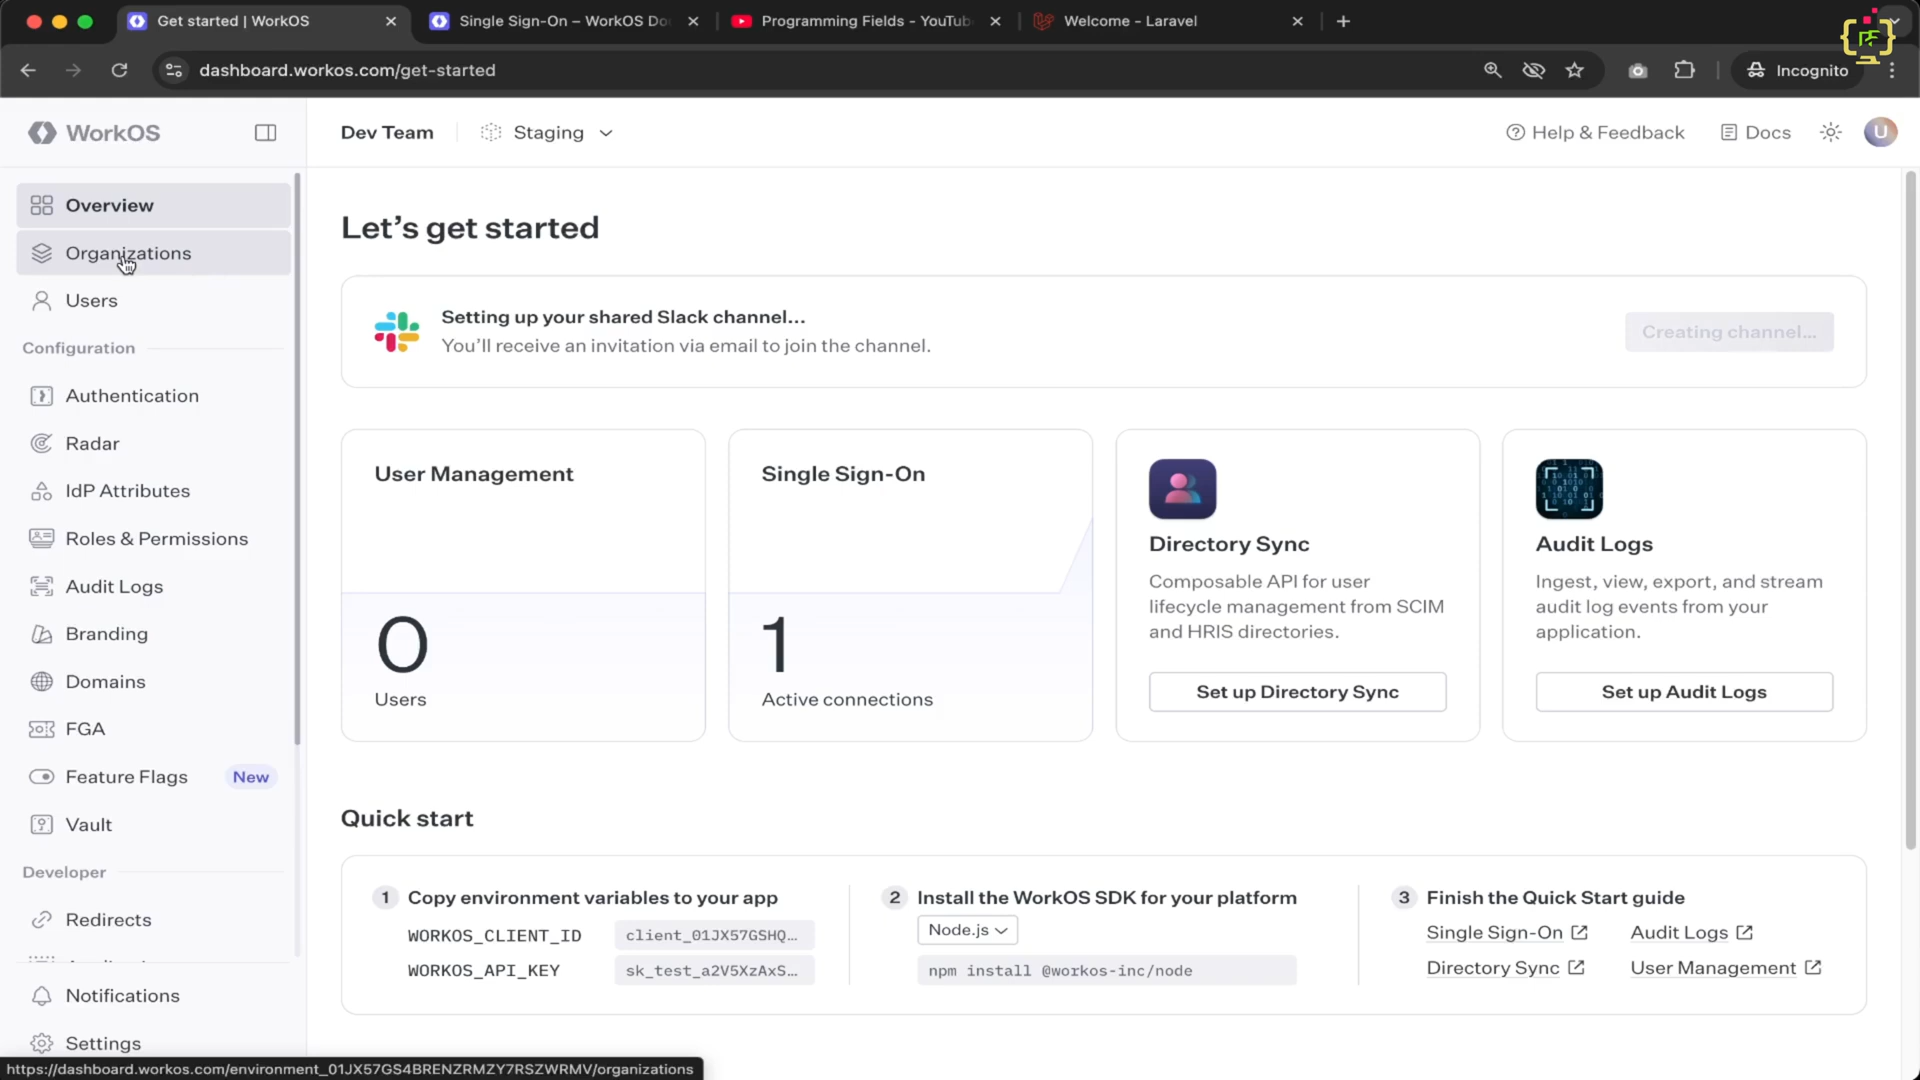 Get started | WorkOS
Single Sign-On – WorkOS Do
Programming Fields - YouTub
Welcome - Laravel
dashboard.workos.com/get-started
Incognito
PF
WorkOS
Dev Team
Staging
Help & Feedback
Docs
U
Overview
Organizations
Users
Configuration
Authentication
Radar
IdP Attributes
Roles & Permissions
Audit Logs
Branding
Domains
FGA
Feature Flags
New
Vault
Developer
Redirects
Notifications
Settings
Let’s get started
Setting up your shared Slack channel...
You’ll receive an invitation via email to join the channel.
Creating channel...
User Management
0
Users
Single Sign-On
1
Active connections
Directory Sync
Composable API for user
lifecycle management from SCIM
and HRIS directories.
Set up Directory Sync
Audit Logs
Ingest, view, export, and stream
audit log events from your
application.
Set up Audit Logs
Quick start
1 Copy environment variables to your app
WORKOS_CLIENT_ID client_01JX57GSHQ...
WORKOS_API_KEY sk_test_a2V5XzAxS...
2 Install the WorkOS SDK for your platform
Node.js
npm install @workos-inc/node
3 Finish the Quick Start guide
Single Sign-On
Audit Logs
Directory Sync
User Management
https://dashboard.workos.com/environment_01JX57GS4BRENZRMZY7RSZWRMV/organizations